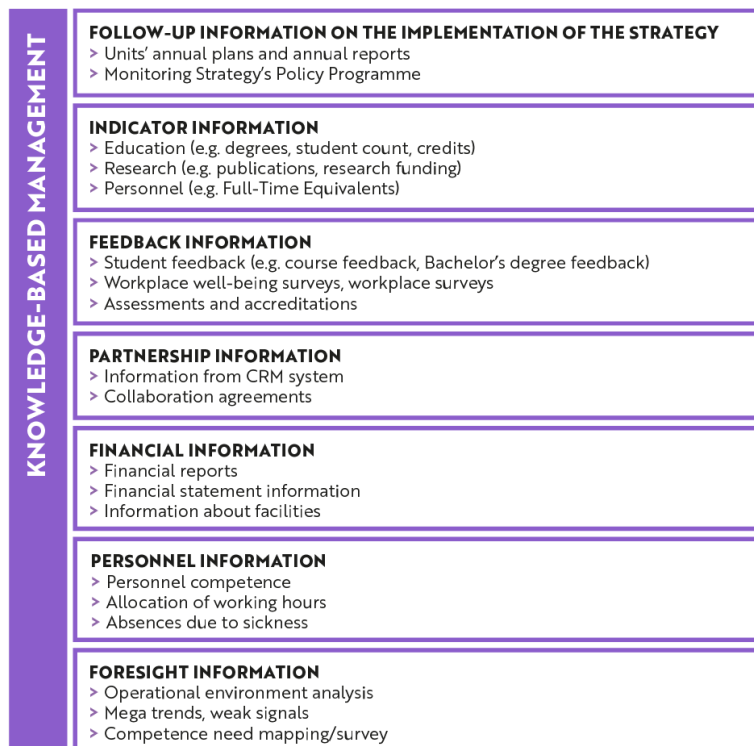 KNOWLEDGE-BASED MANAGEMENT
FOLLOW-UP INFORMATION ON THE IMPLEMENTATION OF THE STRATEGY
> Units' annual plans and annual reports
> Monitoring Strategy's Policy Programme
INDICATOR INFORMATION
> Education (e.g. degrees, student count, credits)
> Research (e.g. publications, research funding)
> Personnel (e.g. Full-Time Equivalents)
FEEDBACK INFORMATION
> Student feedback (e.g. course feedback, Bachelor's degree feedback)
> Workplace well-being surveys, workplace surveys
> Assessments and accreditations
PARTNERSHIP INFORMATION
> Information from CRM system
> Collaboration agreements
FINANCIAL INFORMATION
> Financial reports
> Financial statement information
> Information about facilities
PERSONNEL INFORMATION
> Personnel competence
> Allocation of working hours
> Absences due to sickness
FORESIGHT INFORMATION
> Operational environment analysis
> Mega trends, weak signals
> Competence need mapping/survey